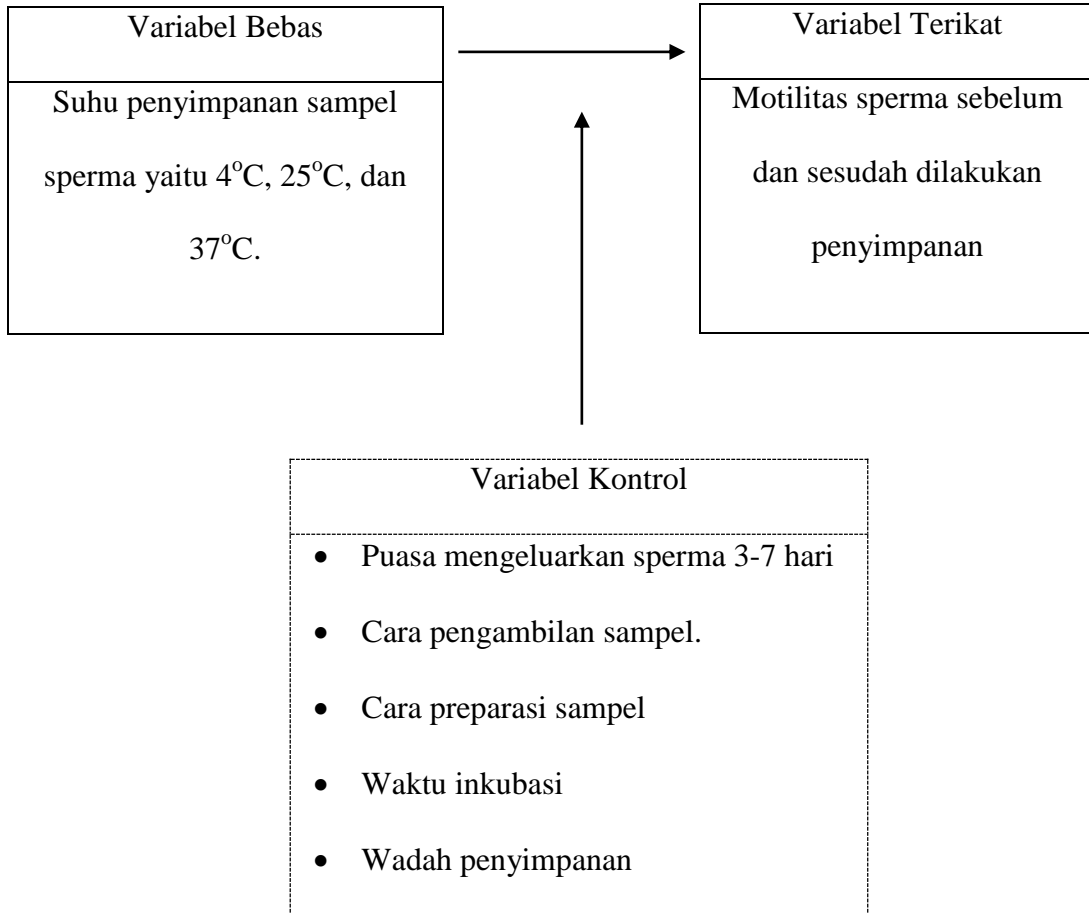 Variabel Bebas
Suhu penyimpanan sampel
sperma yaitu 4°C, 25°C, dan
37°C.
Variabel Terikat
Motilitas sperma sebelum
dan sesudah dilakukan
penyimpanan
Variabel Kontrol
• Puasa mengeluarkan sperma 3-7 hari
• Cara pengambilan sampel.
• Cara preparasi sampel
• Waktu inkubasi
• Wadah penyimpanan